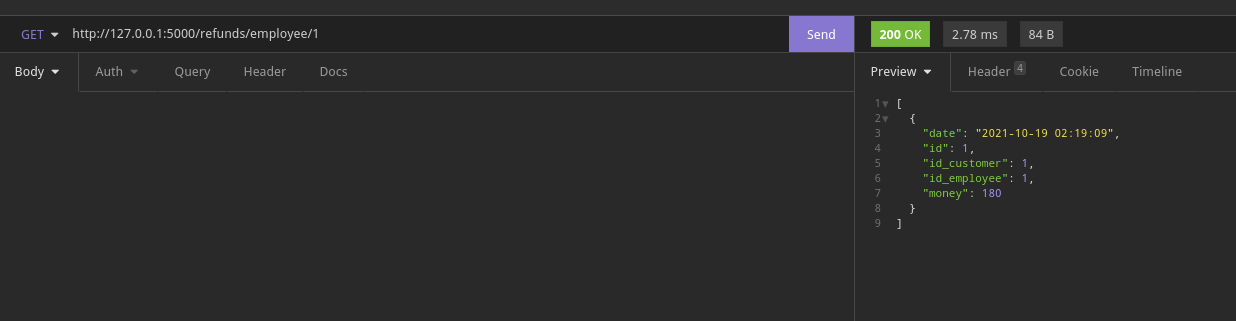 GET http://127.0.0.1:5000/refunds/employee/1 Send 200 OK 2.78 ms 84 B
Body Auth Query Header Docs Preview Header 4 Cookie Timeline
1 [
2 {
3 "date": "2021-10-19 02:19:09",
4 "id": 1,
5 "id_customer": 1,
6 "id_employee": 1,
7 "money": 180
8 }
9 ]